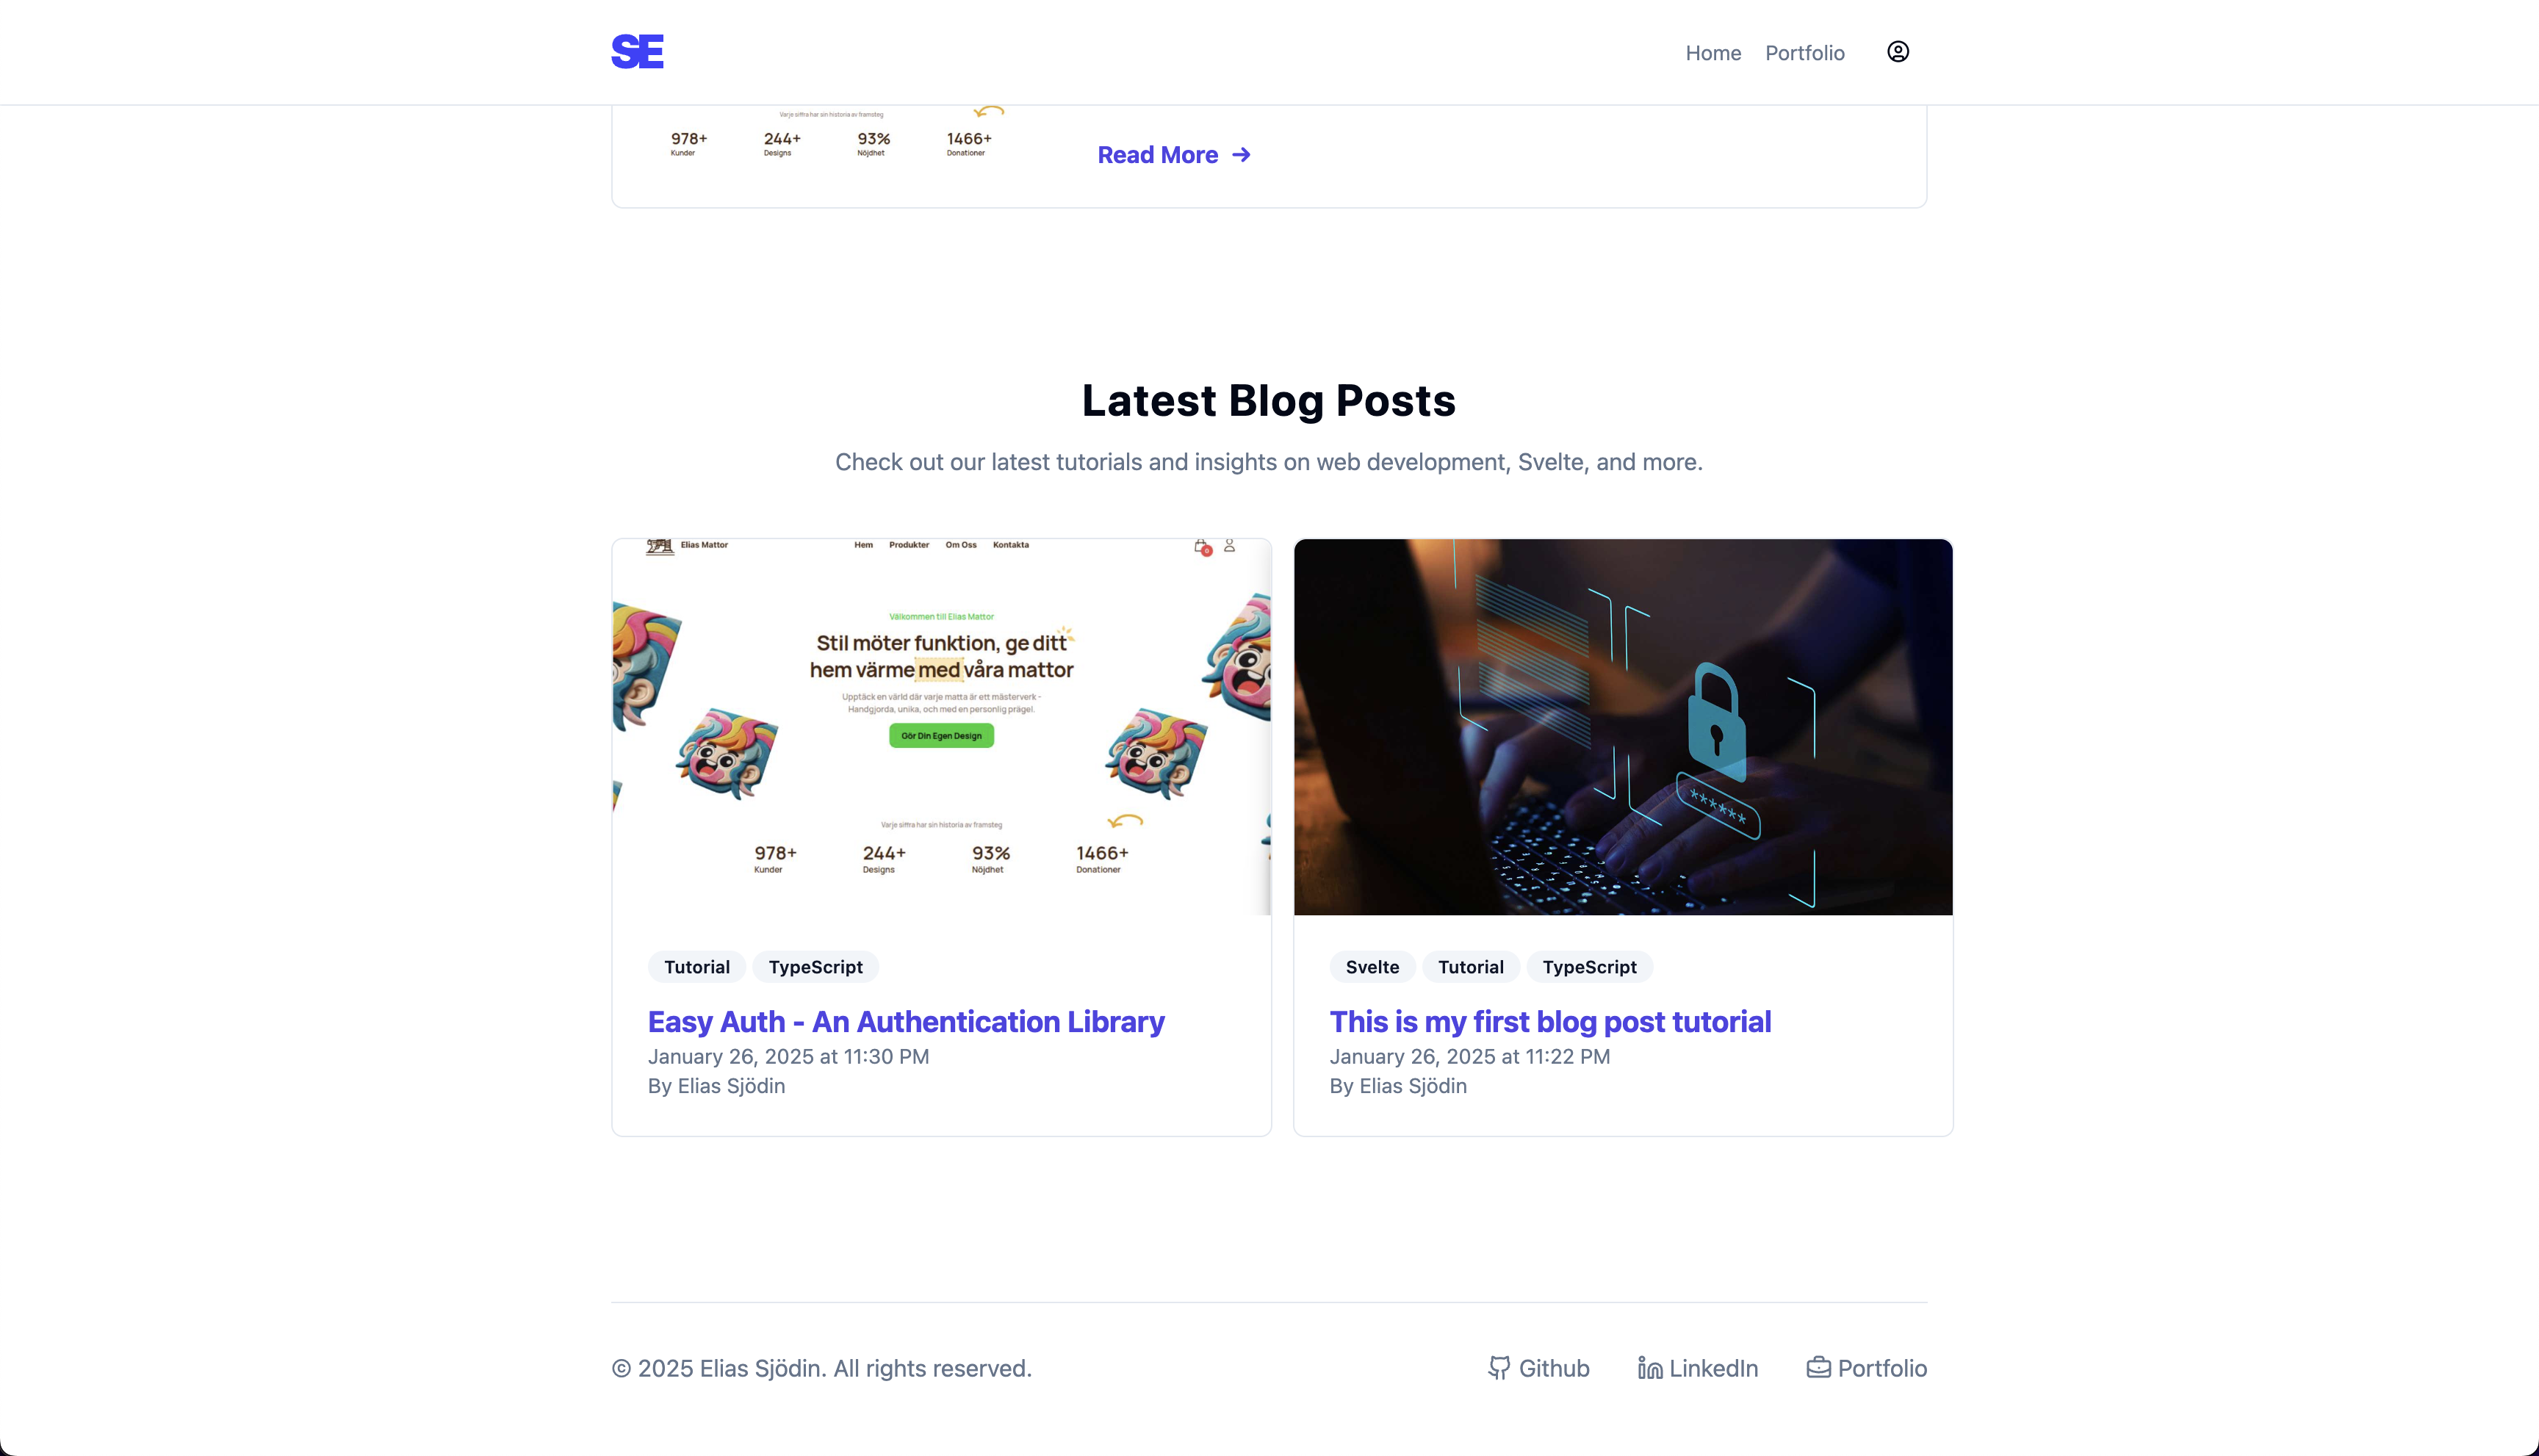 SE
Home Portfolio
Varje siffra har sin historia av framsteg
978+ 244+ 93% 1466+
Kunder Designs Nöjdhet Donationer
Read More
Latest Blog Posts
Check out our latest tutorials and insights on web development, Svelte, and more.
Elias Mattor Hem Produkter Om Oss Kontakta 0
Välkommen till Elias Mattor
Stil möter funktion, ge ditt
hem värme med våra mattor
Upptäck en värld där varje matta är ett mästerverk -
Handgjorda, unika, och med en personlig prägel.
Gör Din Egen Design
Varje siffra har sin historia av framsteg
978+ 244+ 93% 1466+
Kunder Designs Nöjdhet Donationer
******
Tutorial TypeScript
Easy Auth - An Authentication Library
January 26, 2025 at 11:30 PM
By Elias Sjödin
Svelte Tutorial TypeScript
This is my first blog post tutorial
January 26, 2025 at 11:22 PM
By Elias Sjödin
© 2025 Elias Sjödin. All rights reserved.
Github LinkedIn Portfolio